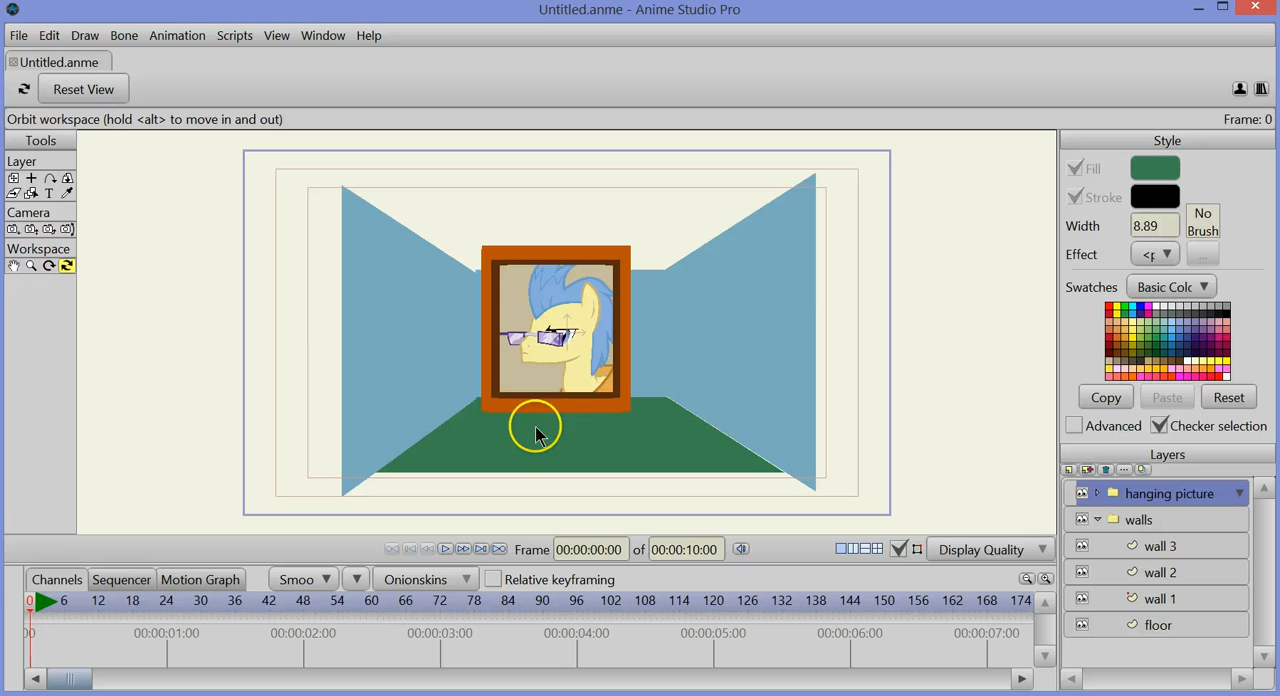 Untitled.anme - Anime Studio Pro
File Edit Draw Bone Animation Scripts View Window Help
Untitled.anme
Reset View
Orbit workspace (hold <alt> to move in and out) Frame: 0
Tools
Layer
T
Camera
Workspace
Style
Fill
Stroke
Width 8.89 No Brush
Effect <p ...
Swatches Basic Colc
Copy Paste Reset
Advanced Checker selection
Layers
hanging picture
walls
wall 3
wall 2
wall 1
floor
Frame 00:00:00:00 of 00:00:10:00 Display Quality
Channels Sequencer Motion Graph Smoo Onionskins Relative keyframing
0 6 12 18 24 30 36 42 48 54 60 66 72 78 84 90 96 102 108 114 120 126 132 138 144 150 156 162 168 174
00 00:00:01:00 00:00:02:00 00:00:03:00 00:00:04:00 00:00:05:00 00:00:06:00 00:00:07:00